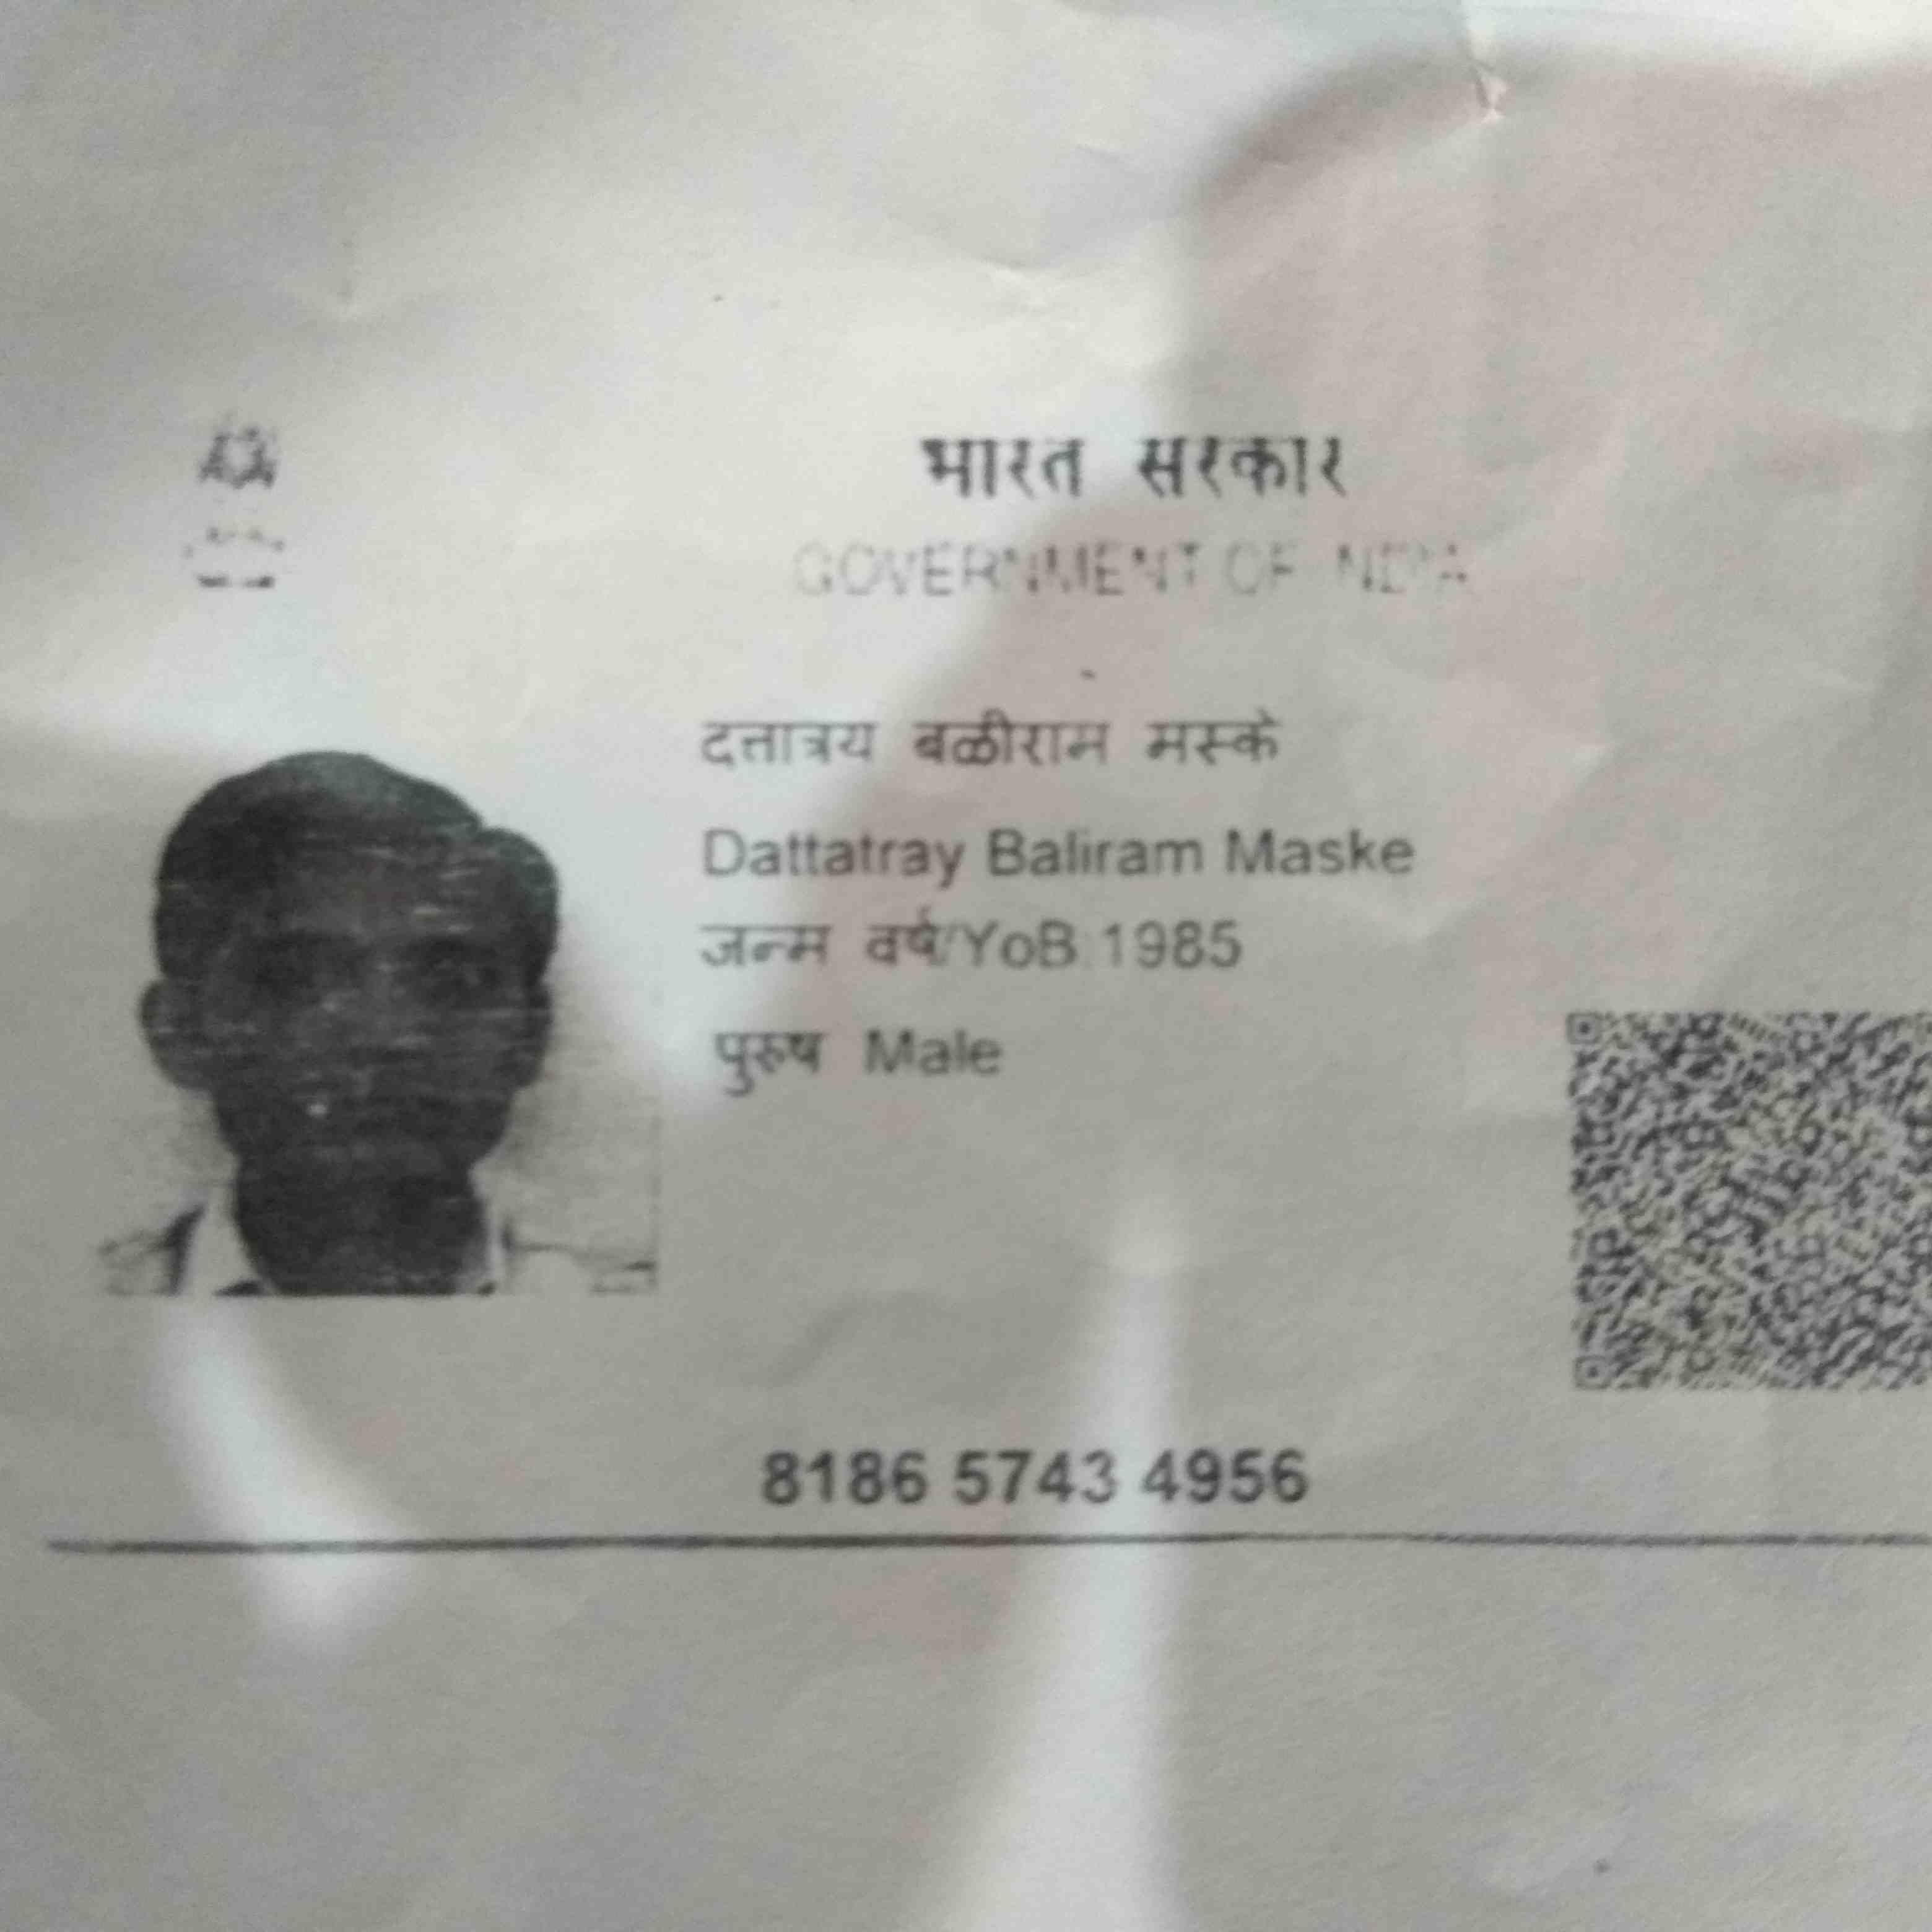 भारत सरकार
GOVERNMENT OF INDIA
दत्तात्रय बळीराम मस्के
Dattatray Baliram Maske
जन्म वर्ष/YoB:1985
पुरुष Male
8186 5743 4956